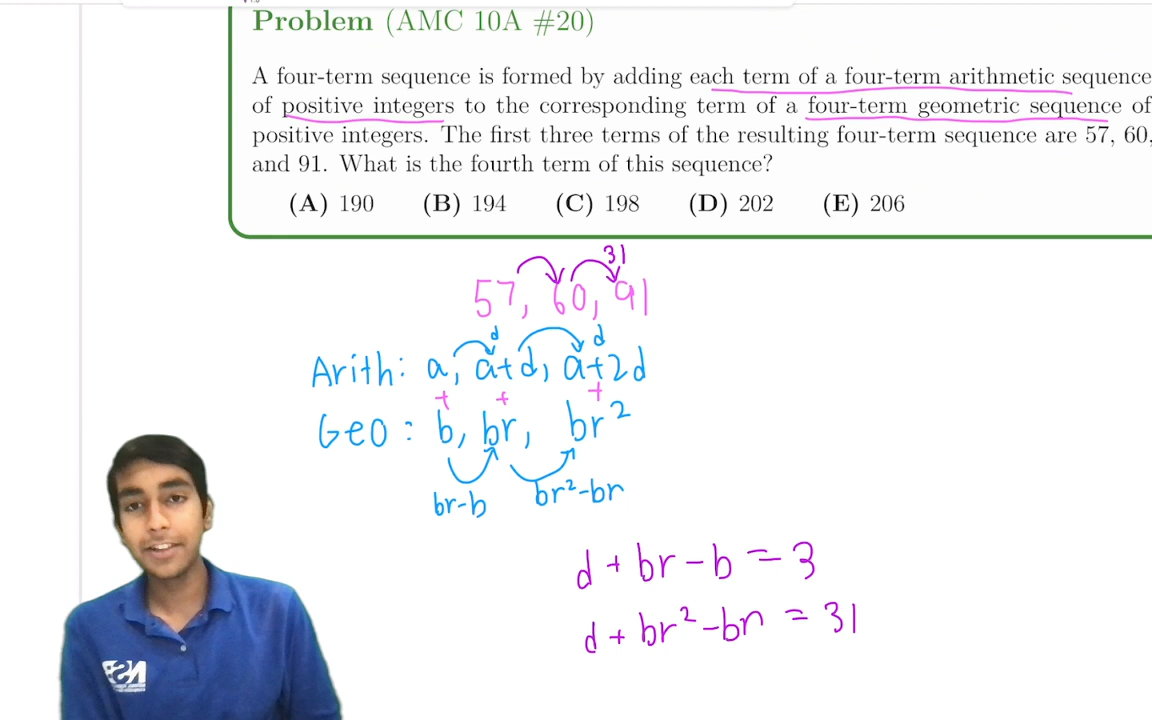 Problem (AMC 10A #20)
A four-term sequence is formed by adding each term of a four-term arithmetic sequence
of positive integers to the corresponding term of a four-term geometric sequence of
positive integers. The first three terms of the resulting four-term sequence are 57, 60,
and 91. What is the fourth term of this sequence?
(A) 190 (B) 194 (C) 198 (D) 202 (E) 206
31
57, 60, 91
d d
Arith: a, a+d, a+2d
+ + +
Geo: b, br, br²
br-b br²-br
d + br - b = 3
d + br² - br = 31